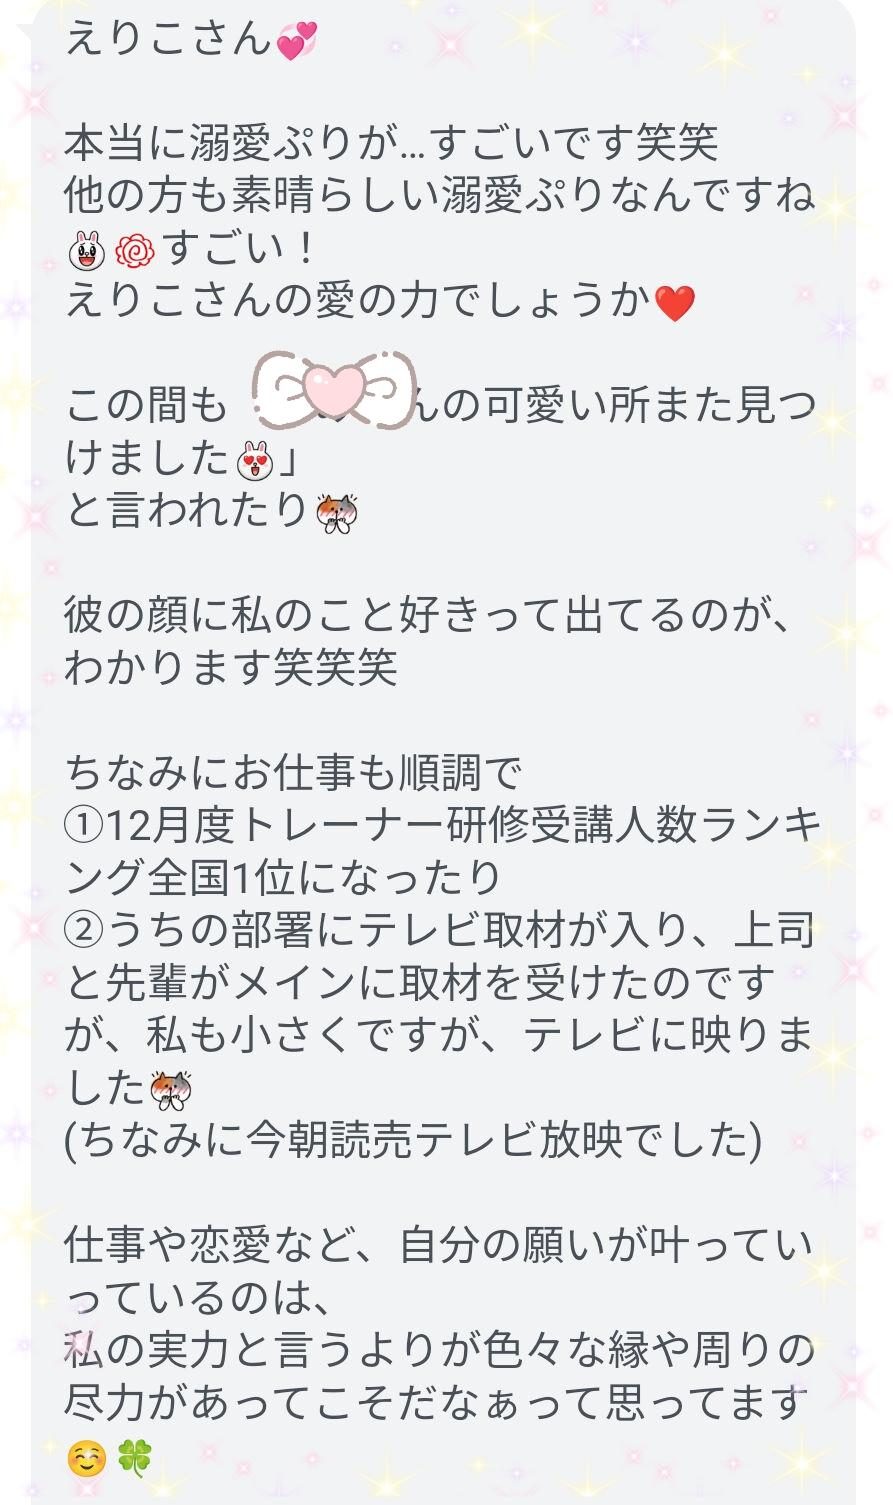 えりこさん💞
本当に溺愛ぷりが…すごいです笑笑
他の方も素晴らしい溺愛ぷりなんですね
すごい！
えりこさんの愛の力でしょうか❤️
この間も
んの可愛い所また見つ
けました」
と言われたり
彼の顔に私のこと好きって出てるのが、
わかります笑笑笑
ちなみにお仕事も順調で
①12月度トレーナー研修受講人数ランキ
ング全国1位になったり
②うちの部署にテレビ取材が入り、上司
と先輩がメインに取材を受けたのです
が、私も小さくですが、テレビに映りま
した
(ちなみに今朝読売テレビ放映でした)
仕事や恋愛など、自分の願いが叶ってい
っているのは、
私の実力と言うよりが色々な縁や周りの
尽力があってこそだなぁって思ってます
☺️🍀